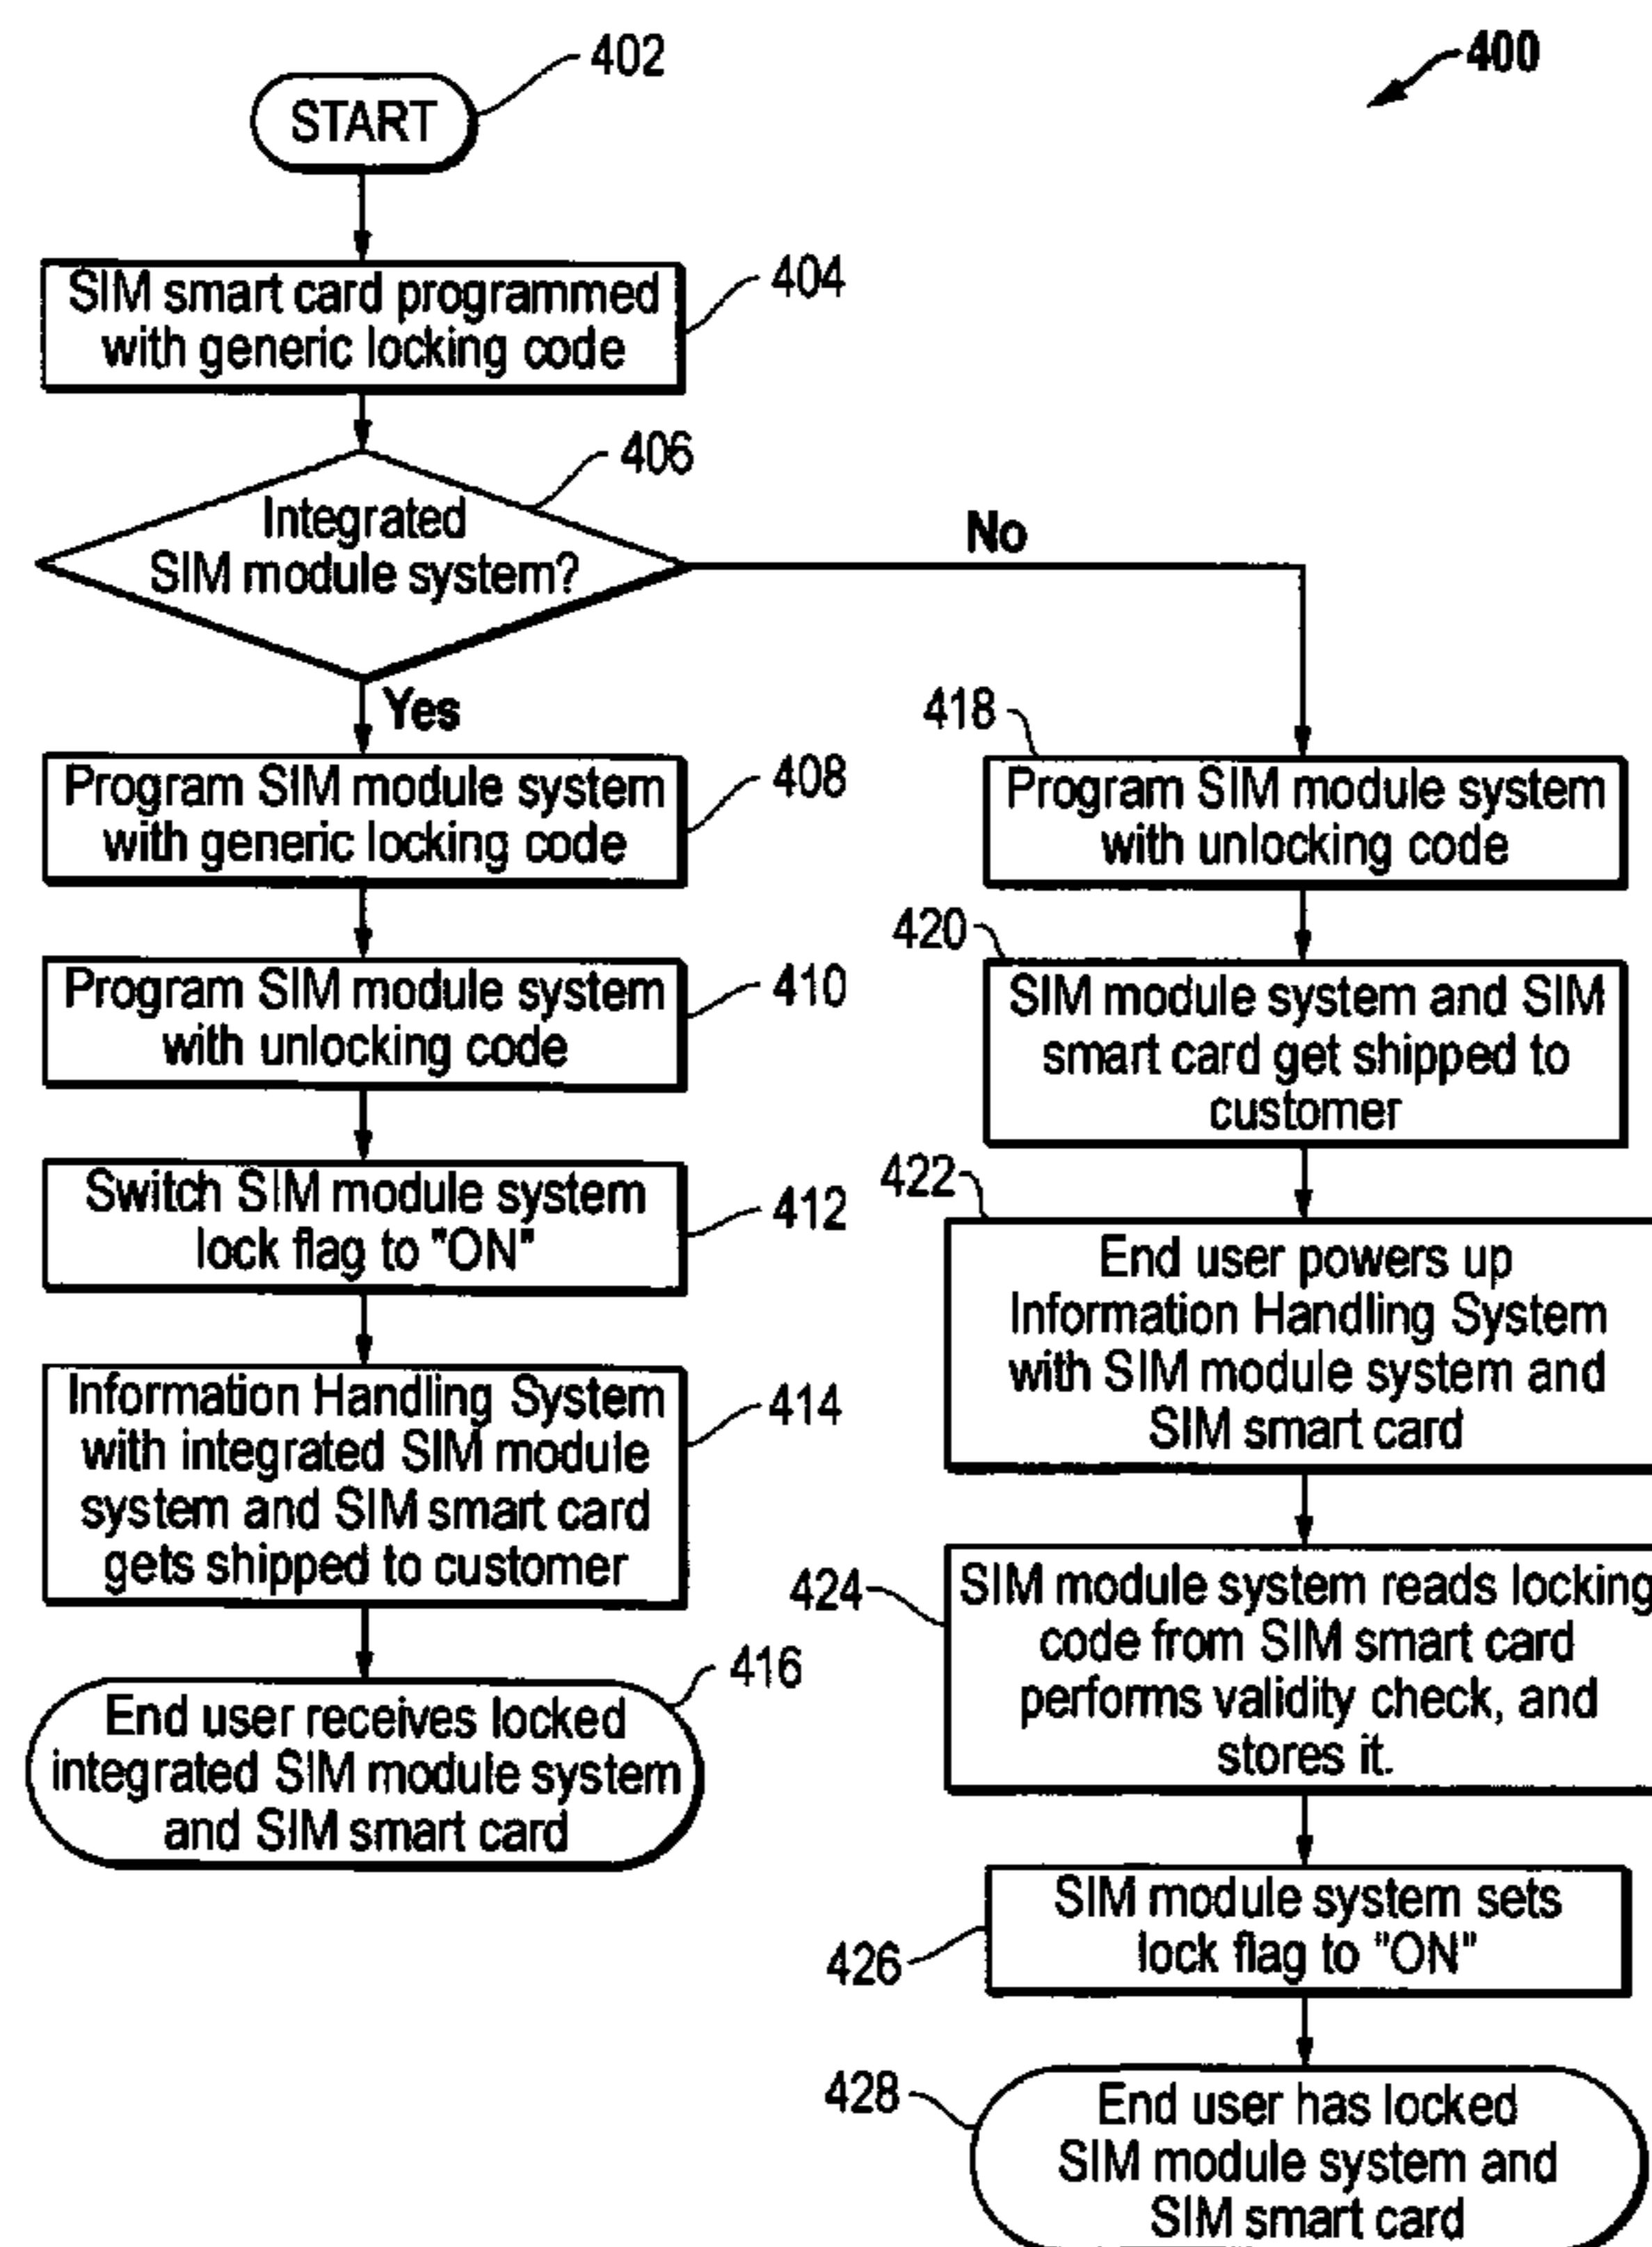 400
402
START
404
SIM smart card programmed
with generic locking code
406
Integrated
SIM module system?
No
Yes
408
Program SIM module system
with generic locking code
410
Program SIM module system
with unlocking code
412
Switch SIM module system
lock flag to "ON"
414
Information Handling System
with integrated SIM module
system and SIM smart card
gets shipped to customer
416
End user receives locked
integrated SIM module system
and SIM smart card
418
Program SIM module system
with unlocking code
420
SIM module system and SIM
smart card get shipped to
customer
422
End user powers up
Information Handling System
with SIM module system and
SIM smart card
424
SIM module system reads locking
code from SIM smart card
performs validity check, and
stores it.
426
SIM module system sets
lock flag to "ON"
428
End user has locked
SIM module system and
SIM smart card